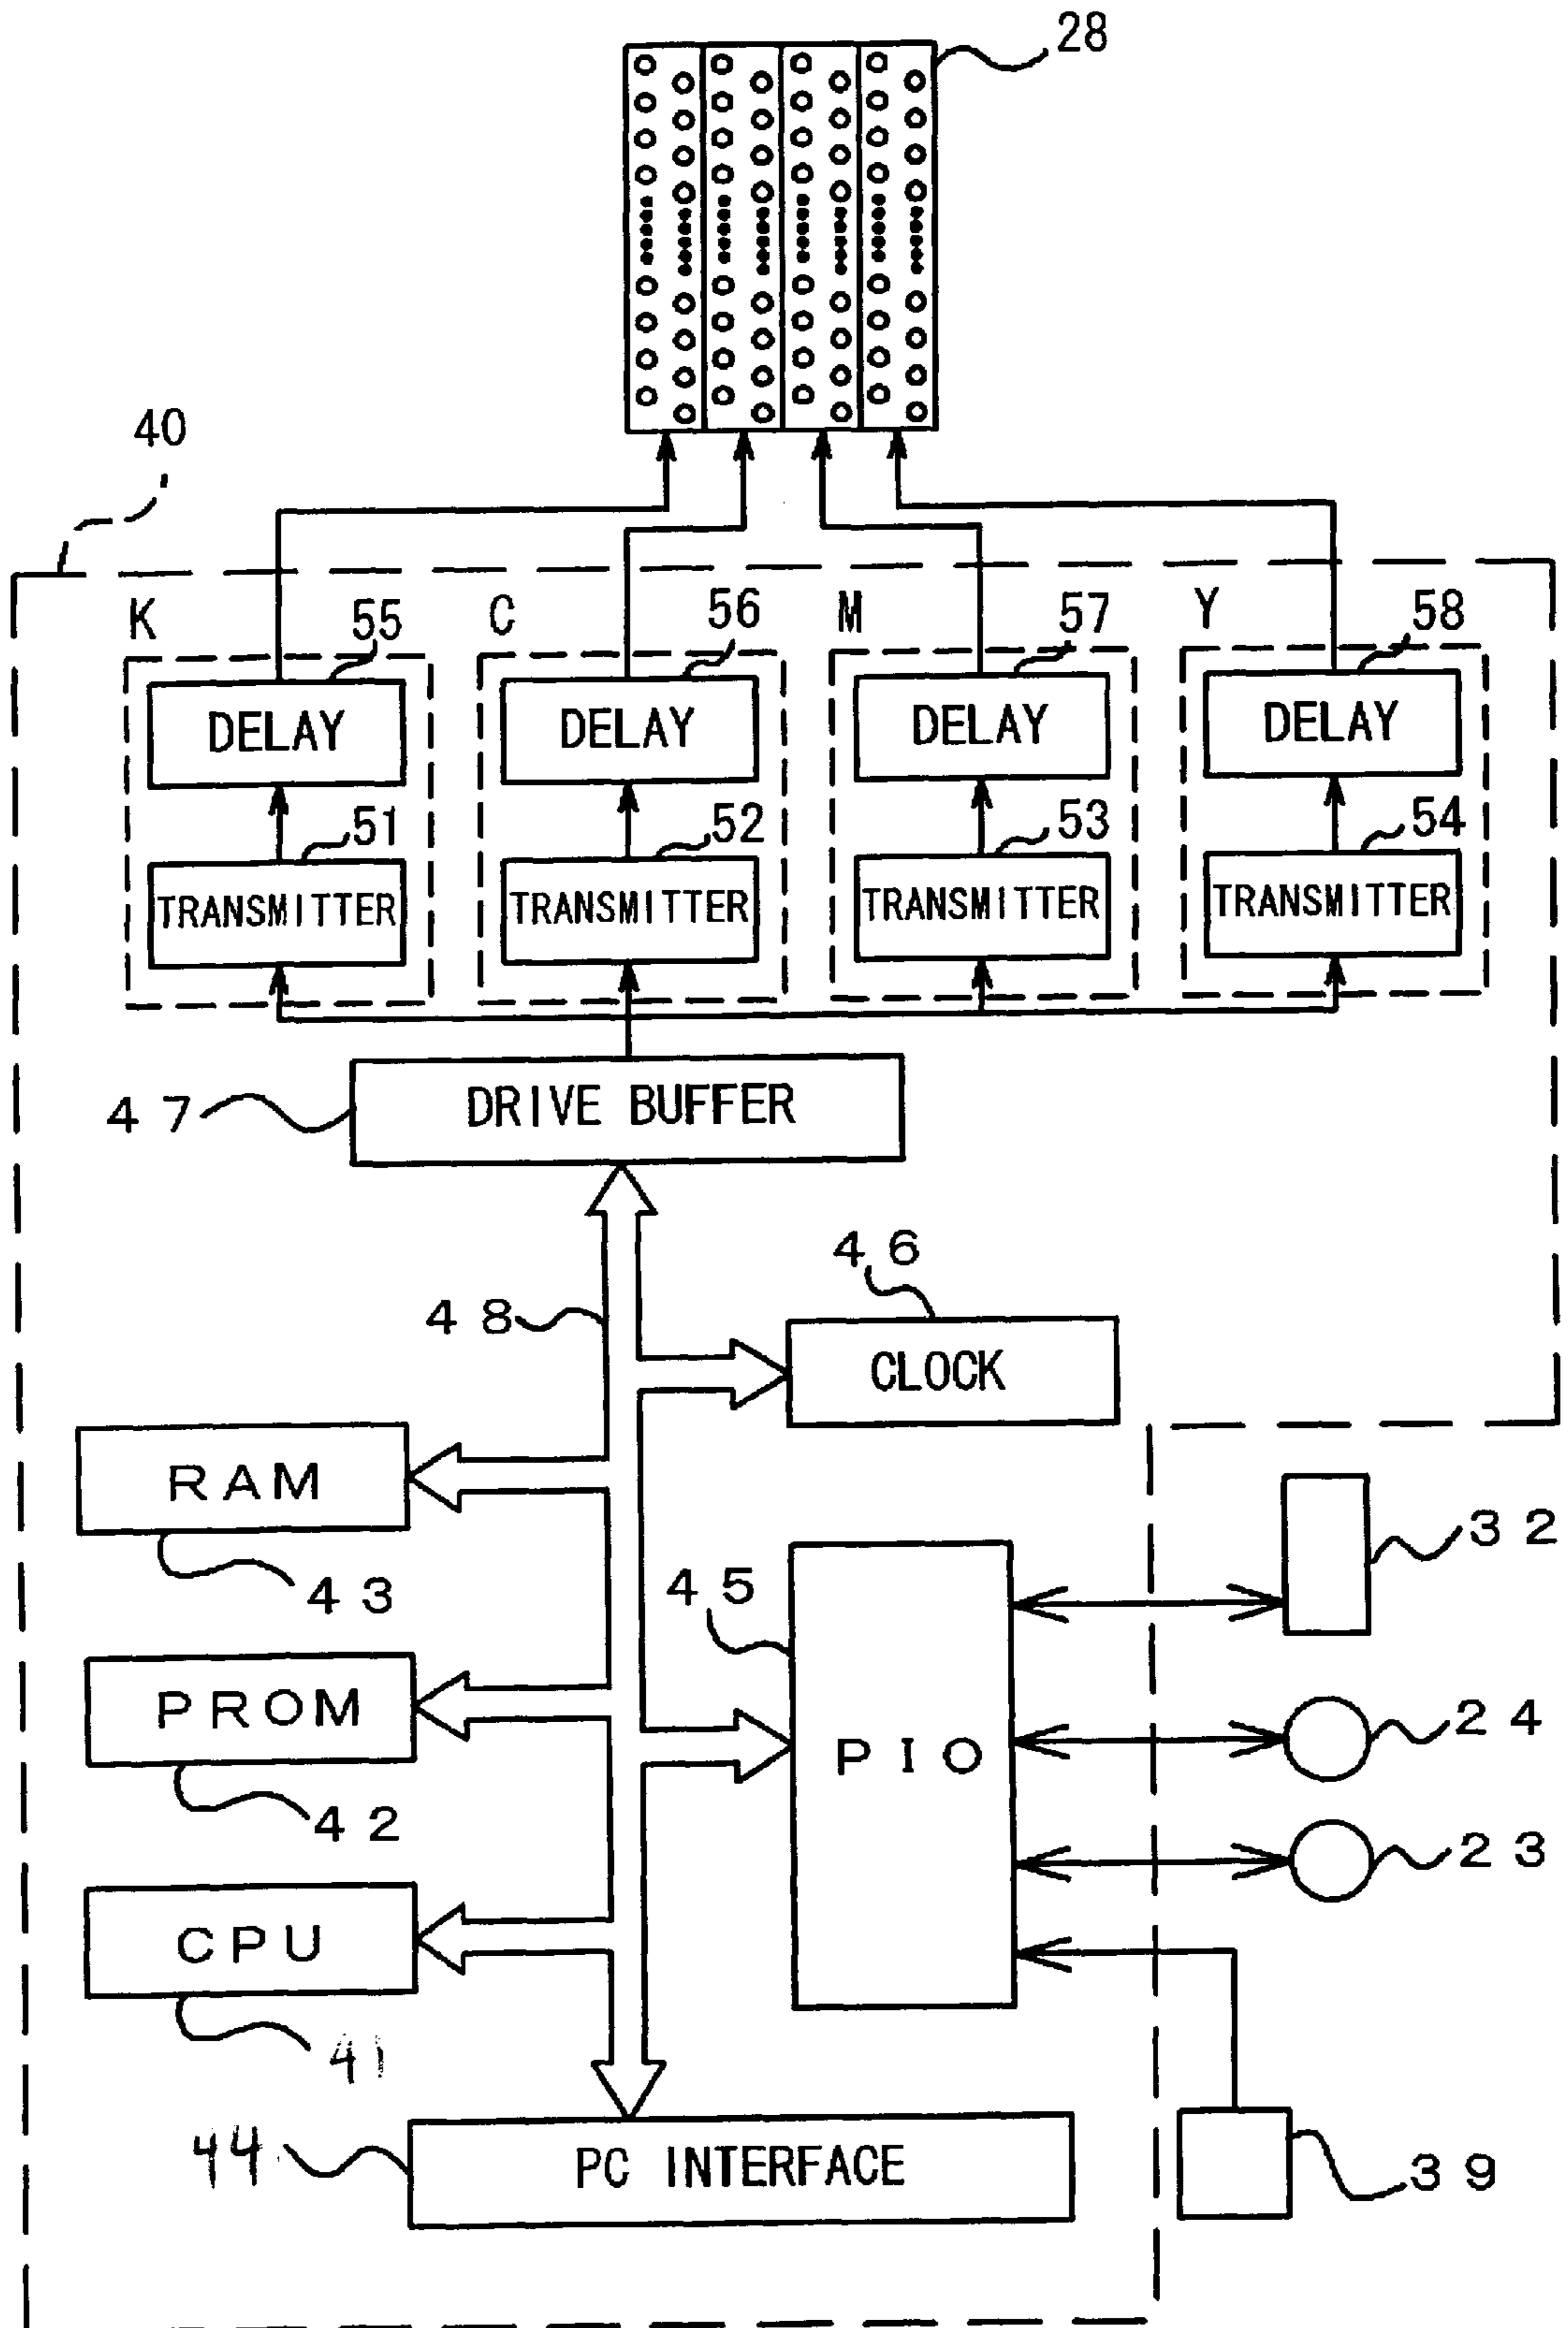 28
40
K
C
M
Y
55
56
57
58
DELAY
DELAY
DELAY
DELAY
51
52
53
54
TRANSMITTER
TRANSMITTER
TRANSMITTER
TRANSMITTER
47
DRIVE BUFFER
46
48
CLOCK
RAM
43
32
45
PROM
42
PIO
24
23
CPU
41
44
PC INTERFACE
39